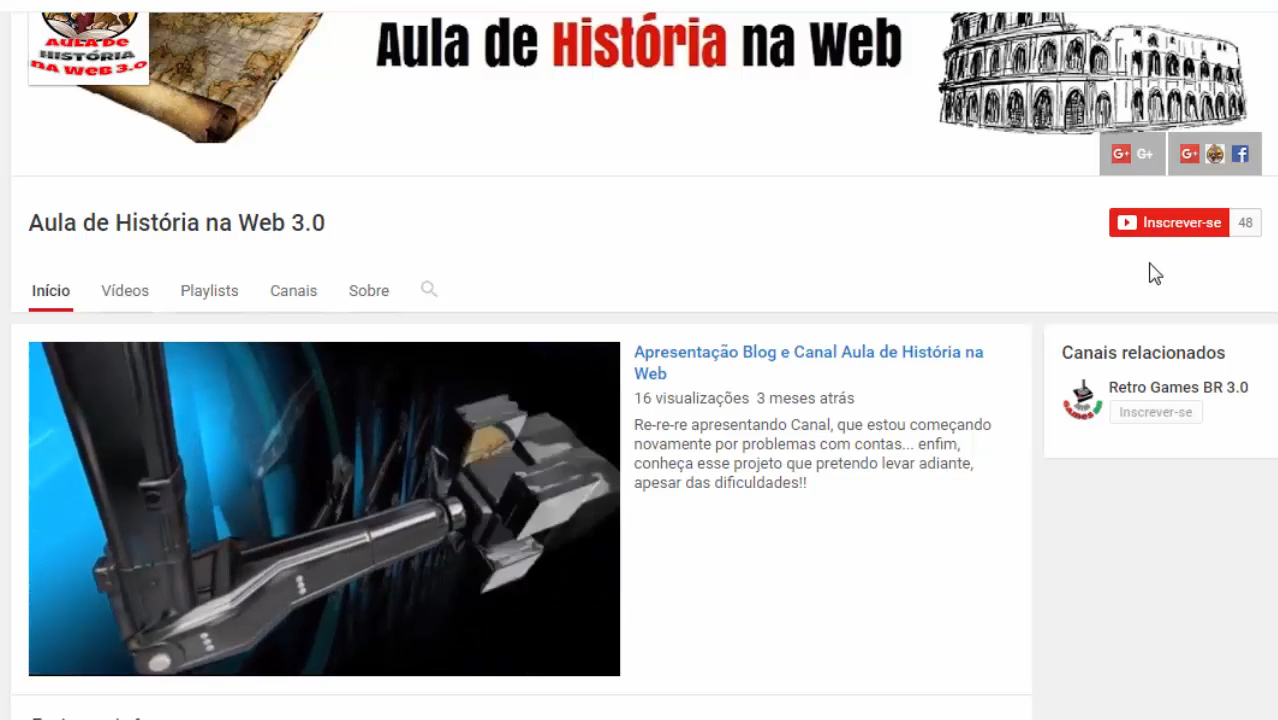 AULA DE
HISTÓRIA
NA WEB 3.0
Aula de História na Web
G+ G+ G+ f
Aula de História na Web 3.0
Inscrever-se 48
Início Vídeos Playlists Canais Sobre
Apresentação Blog e Canal Aula de História na
Web
16 visualizações 3 meses atrás
Re-re-re apresentando Canal, que estou começando
novamente por problemas com contas... enfim,
conheça esse projeto que pretendo levar adiante,
apesar das dificuldades!!
Canais relacionados
Retro Games BR 3.0
GAMES
Inscrever-se